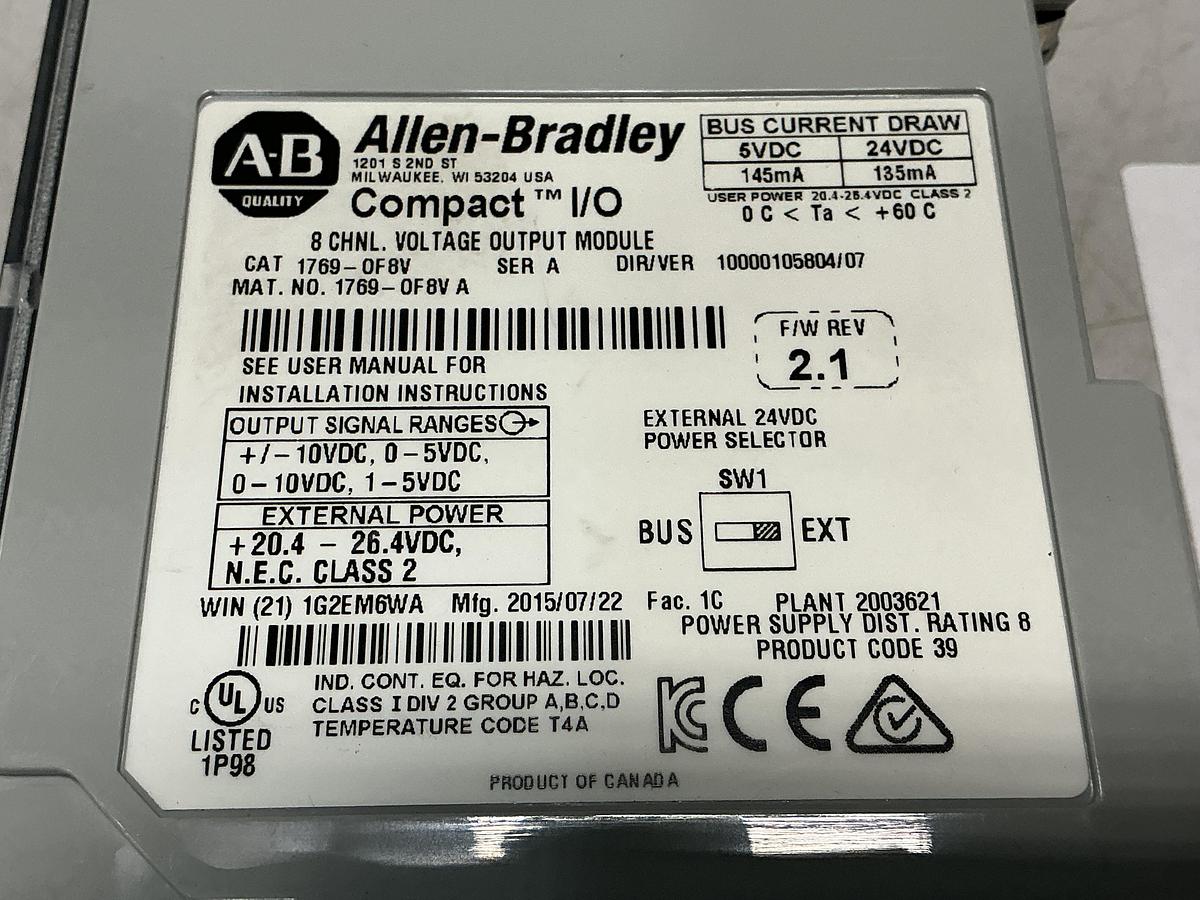 A-B
QUALITY
Allen-Bradley
1201 S 2ND ST
MILWAUKEE, WI 53204 USA
Compact ™ I/O
BUS CURRENT DRAW
5VDC 24VDC
145mA 135mA
USER POWER 20.4-26.4VDC CLASS 2
0 C < Ta < +60 C
8 CHNL. VOLTAGE OUTPUT MODULE
CAT 1769-OF8V SER A DIR/VER 10000105804/07
MAT. NO. 1769-OF8V A
F/W REV
2.1
SEE USER MANUAL FOR
INSTALLATION INSTRUCTIONS
OUTPUT SIGNAL RANGES
+/-10VDC, 0-5VDC,
0-10VDC, 1-5VDC
EXTERNAL POWER
+20.4 - 26.4VDC,
N.E.C. CLASS 2
EXTERNAL 24VDC
POWER SELECTOR
SW1
BUS EXT
WIN (21) 1G2EM6WA Mfg. 2015/07/22 Fac. 1C PLANT 2003621
POWER SUPPLY DIST. RATING 8
PRODUCT CODE 39
C UL US
LISTED
1P98
IND. CONT. EQ. FOR HAZ. LOC.
CLASS I DIV 2 GROUP A,B,C,D
TEMPERATURE CODE T4A
KC CE
PRODUCT OF CANADA